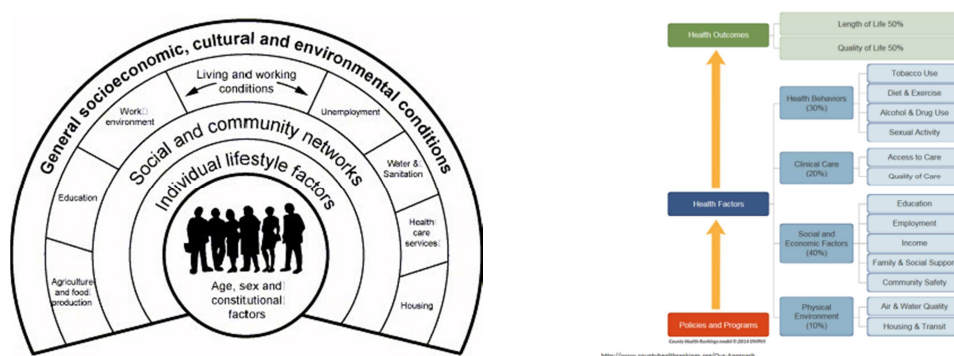 General socioeconomic, cultural and environmental conditions
Living and working
conditions
Work
environment
Unemployment
Education
Water &
Sanitation
Health
care
services
Agriculture
and food
production
Housing
Social and community networks
Individual lifestyle factors
Age, sex and
constitutional
factors
Health Outcomes
Length of Life 50%
Quality of Life 50%
Health Factors
Health Behaviors
(30%)
Tobacco Use
Diet & Exercise
Alcohol & Drug Use
Sexual Activity
Clinical Care
(20%)
Access to Care
Quality of Care
Social and
Economic Factors
(40%)
Education
Employment
Income
Family & Social Support
Community Safety
Physical
Environment
(10%)
Air & Water Quality
Housing & Transit
Policies and Programs
County Health Rankings model © 2014 UWPHI